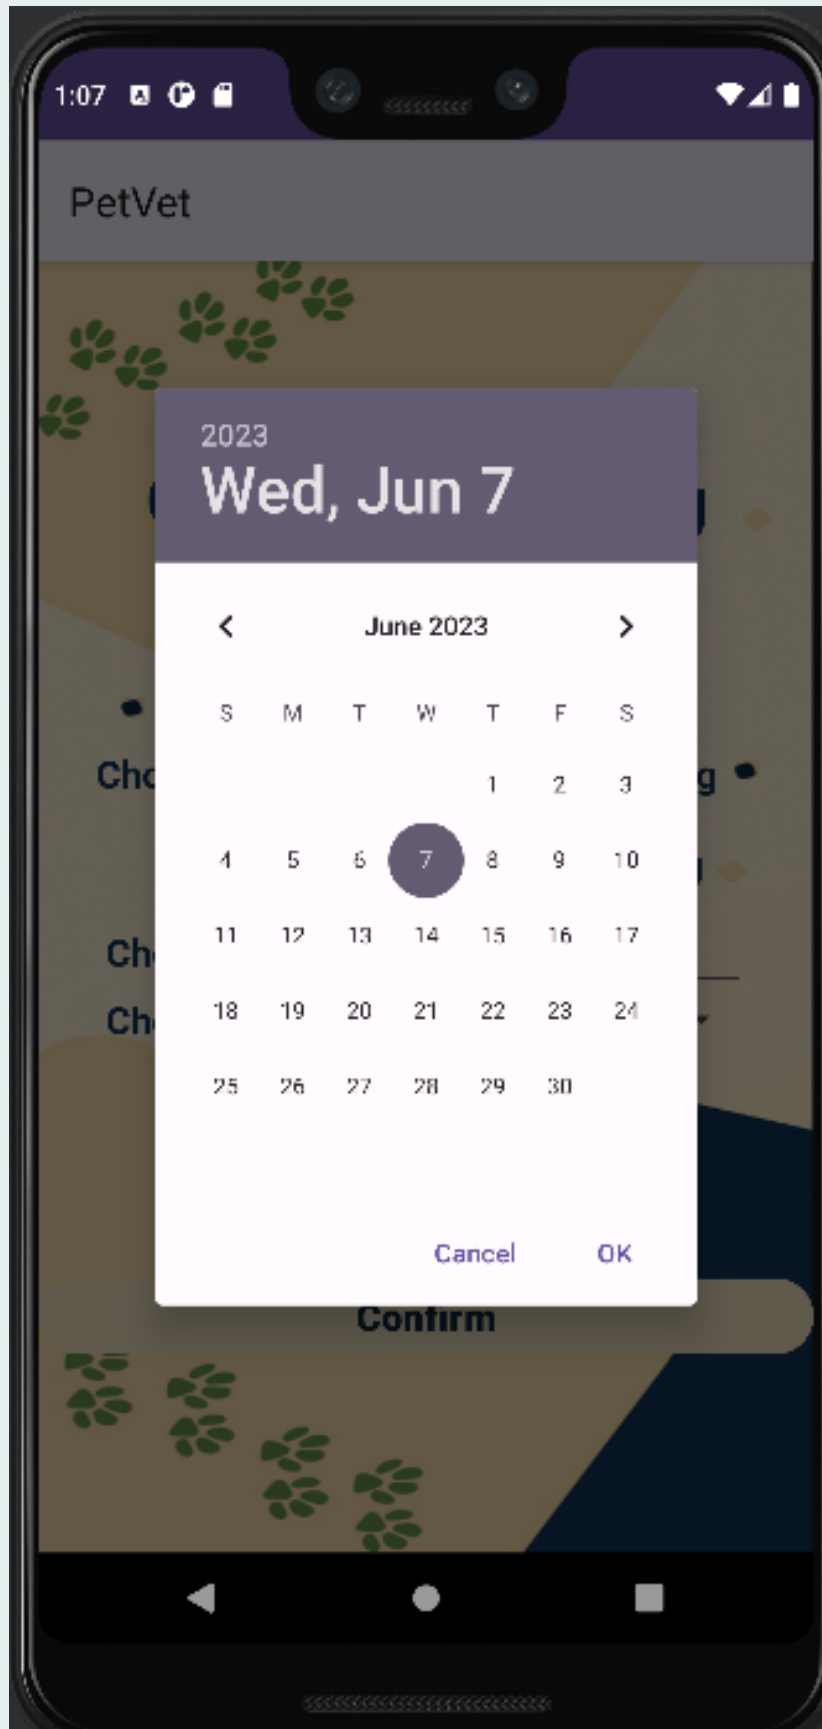 1:07
PetVet
2023
Wed, Jun 7
June 2023
S M T W T F S
1 2 3
4 5 6 7 8 9 10
11 12 13 14 15 16 17
18 19 20 21 22 23 24
25 26 27 28 29 30
Cancel OK
Confirm